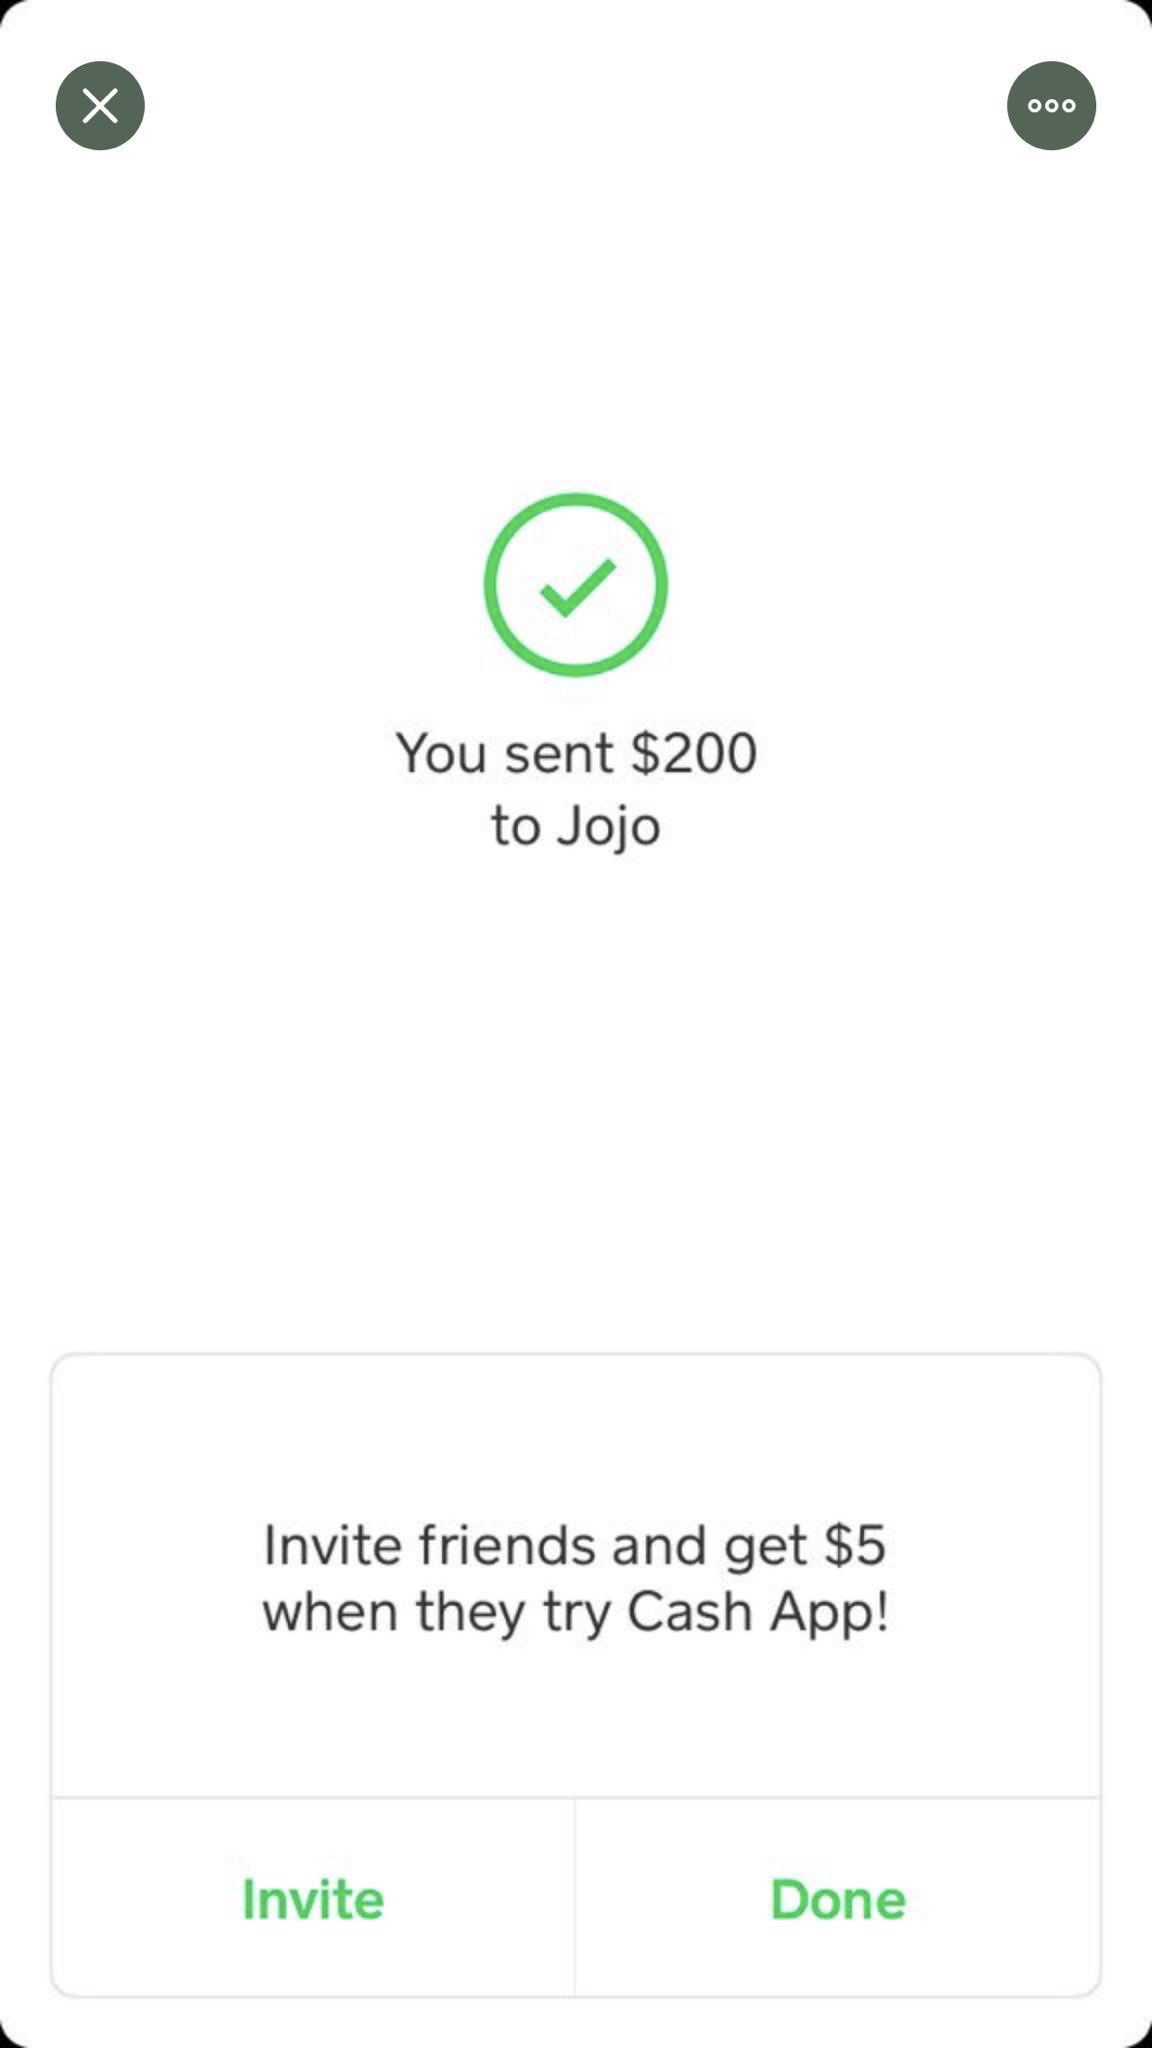 You sent $200
to Jojo
Invite friends and get $5
when they try Cash App!
Invite
Done